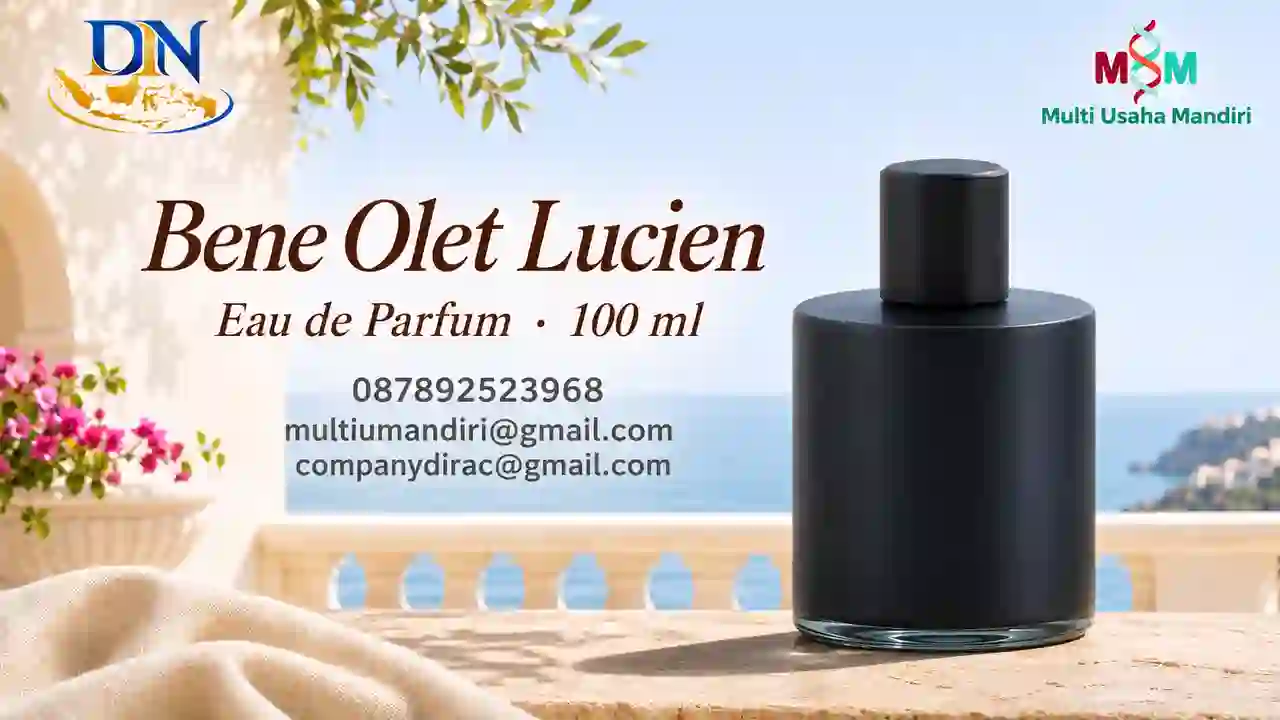 DN
MSM
Multi Usaha Mandiri
Bene Olet Lucien
Eau de Parfum · 100 ml
087892523968
multiumandiri@gmail.com
companydirac@gmail.com